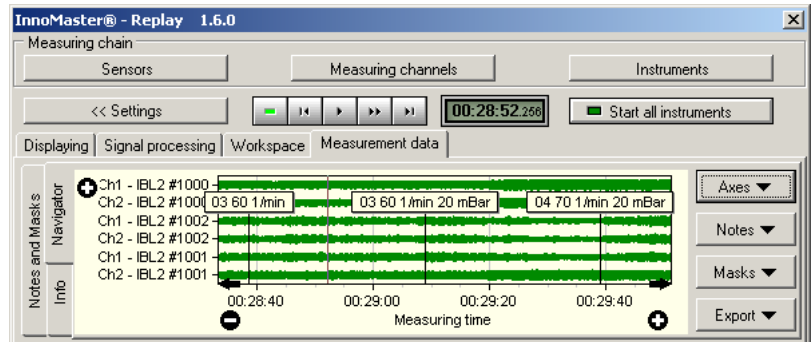 InnoMaster® - Replay 1.6.0
Measuring chain
Sensors
Measuring channels
Instruments
<< Settings
00:28:52.256
Start all instruments
Displaying
Signal processing
Workspace
Measurement data
Notes and Masks
Navigator
Info
Ch1 - IBL2 #1000
Ch2 - IBL2 #100
03 60 1/min
03 60 1/min 20 mBar
04 70 1/min 20 mBar
Ch1 - IBL2 #1002
Ch2 - IBL2 #1002
Ch1 - IBL2 #1001
Ch2 - IBL2 #1001
00:28:40
00:29:00
00:29:20
00:29:40
Measuring time
Axes
Notes
Masks
Export